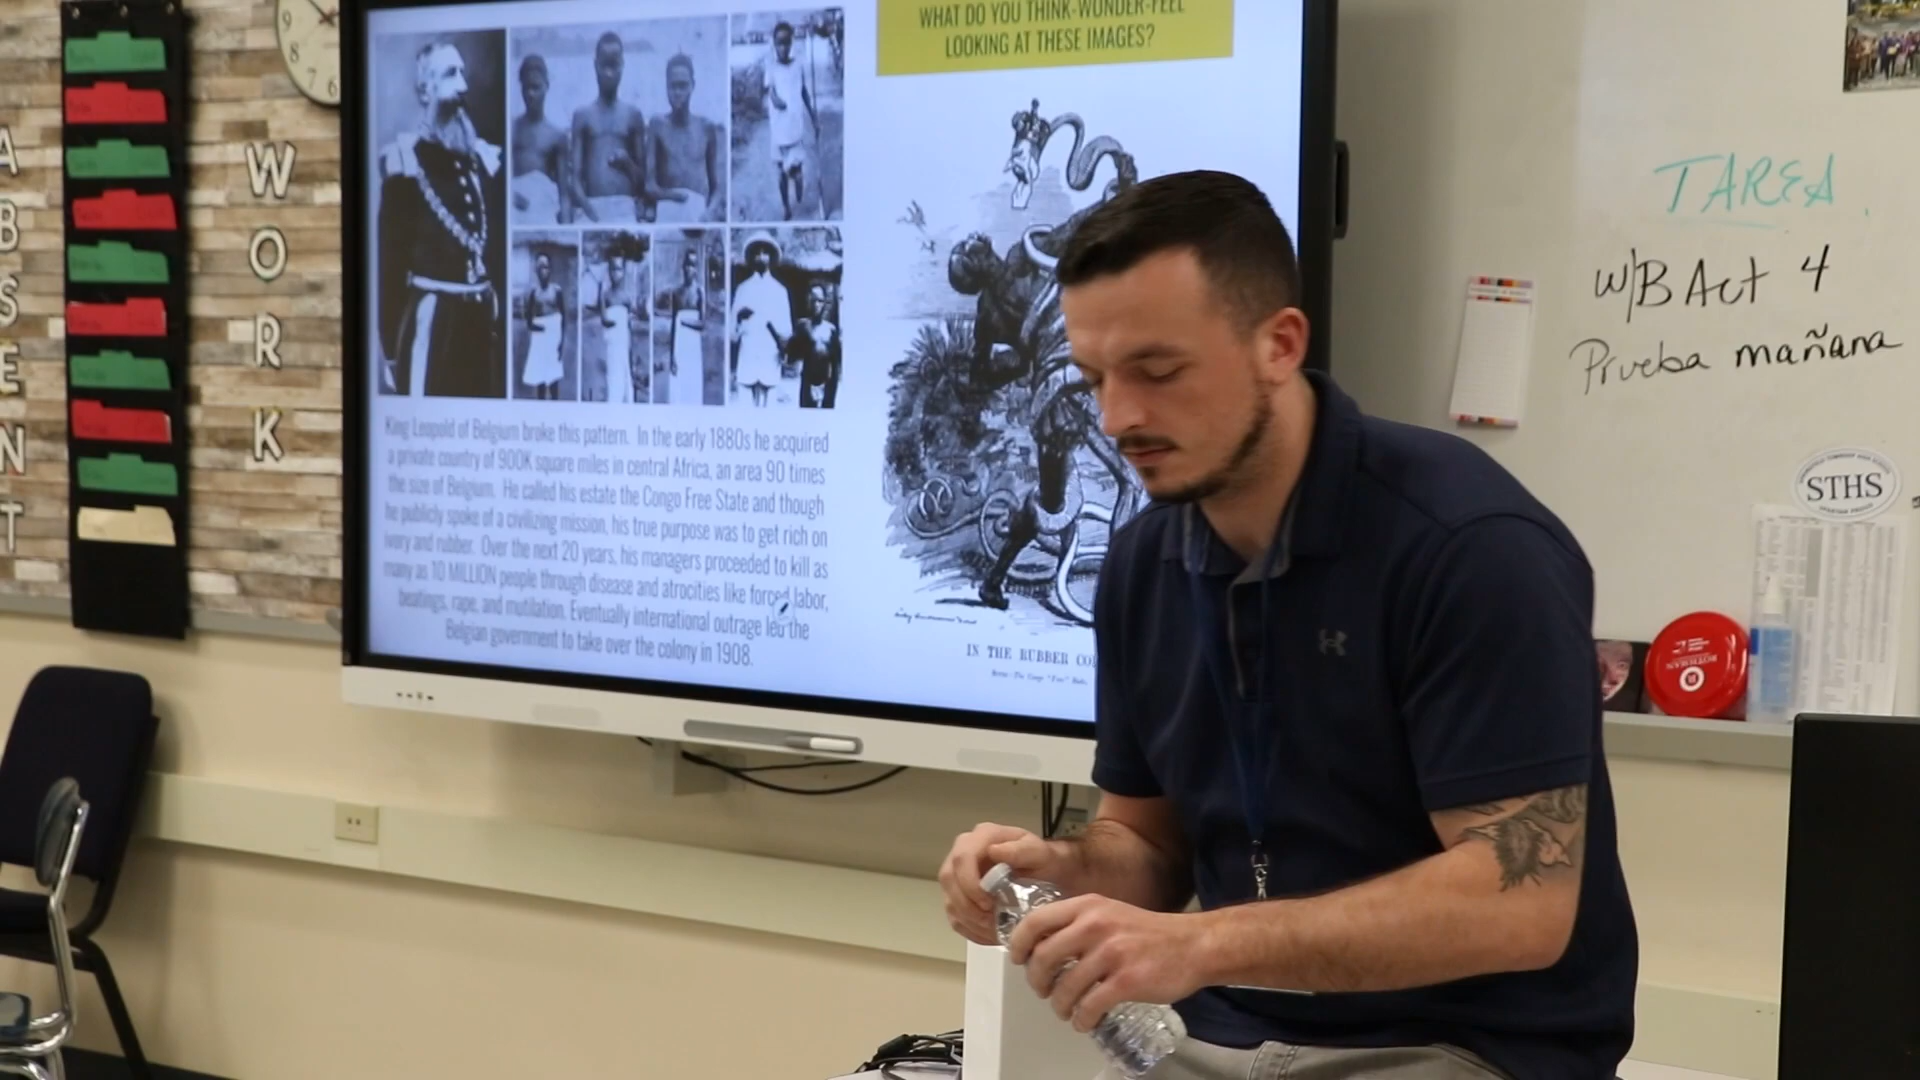 ABSENT
WORK
9
8
7
6
WHAT DO YOU THINK-WONDER-FEEL
LOOKING AT THESE IMAGES?
King Leopold of Belgium broke this pattern. In the early 1880s he acquired
a private country of 900K square miles in central Africa, an area 90 times
the size of Belgium. He called his estate the Congo Free State and though
he publicly spoke of a civilizing mission, his true purpose was to get rich on
ivory and rubber. Over the next 20 years, his managers proceeded to kill as
many as 10 MILLION people through disease and atrocities like forced labor,
beatings, rape, and mutilation. Eventually international outrage led the
Belgian government to take over the colony in 1908.
IN THE RUBBER CO
TAREA
W/B Act 4
Prueba mañana
STHS
ROTHMAN